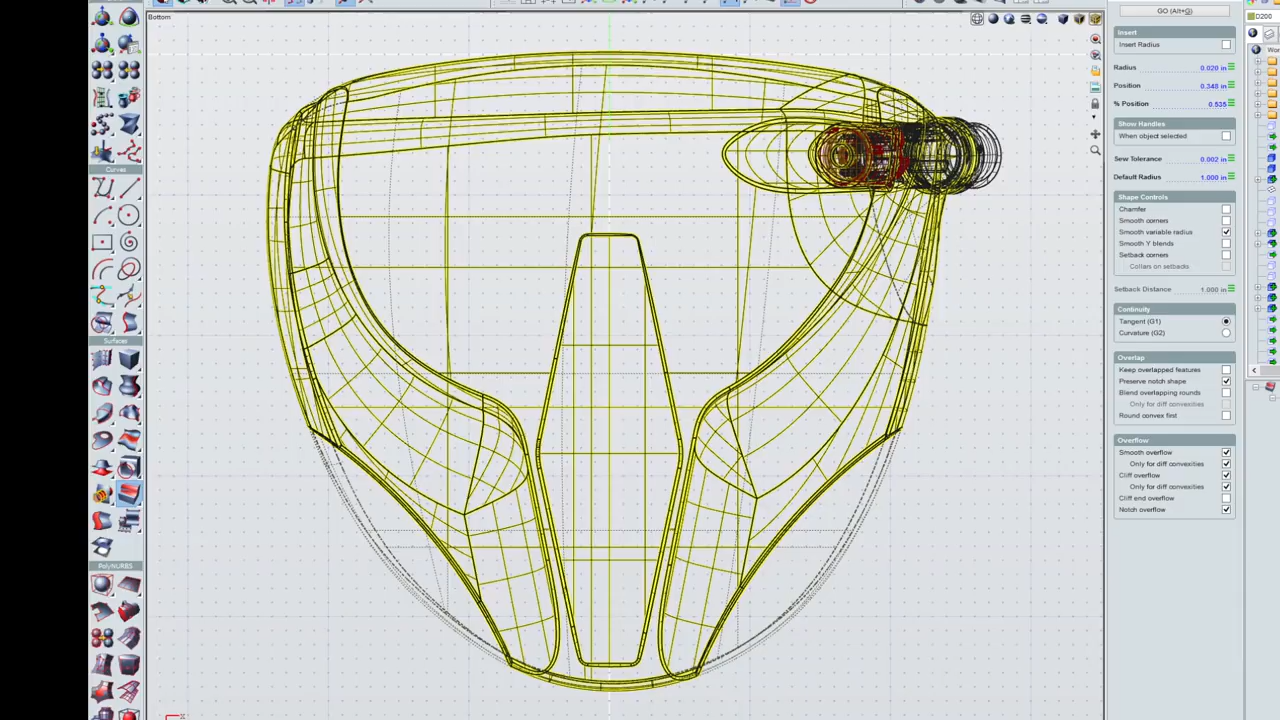 Bottom
GO (Alt+G)
D200
Insert
Insert Radius
Radius 0.020 in
Position 0.348 in
% Position 0.535
Show Handles
When object selected
Sew Tolerance 0.002 in
Default Radius 1.000 in
Shape Controls
Chamfer
Smooth corners
Smooth variable radius
Smooth Y blends
Setback corners
Collars on setbacks
Setback Distance 1.000 in
Continuity
Tangent (G1)
Curvature (G2)
Overlap
Keep overlapped features
Preserve notch shape
Blend overlapping rounds
Only for diff convexities
Round convex first
Overflow
Smooth overflow
Only for diff convexities
Cliff overflow
Only for diff convexities
Cliff end overflow
Notch overflow
Curves
Surfaces
PolyNURBS